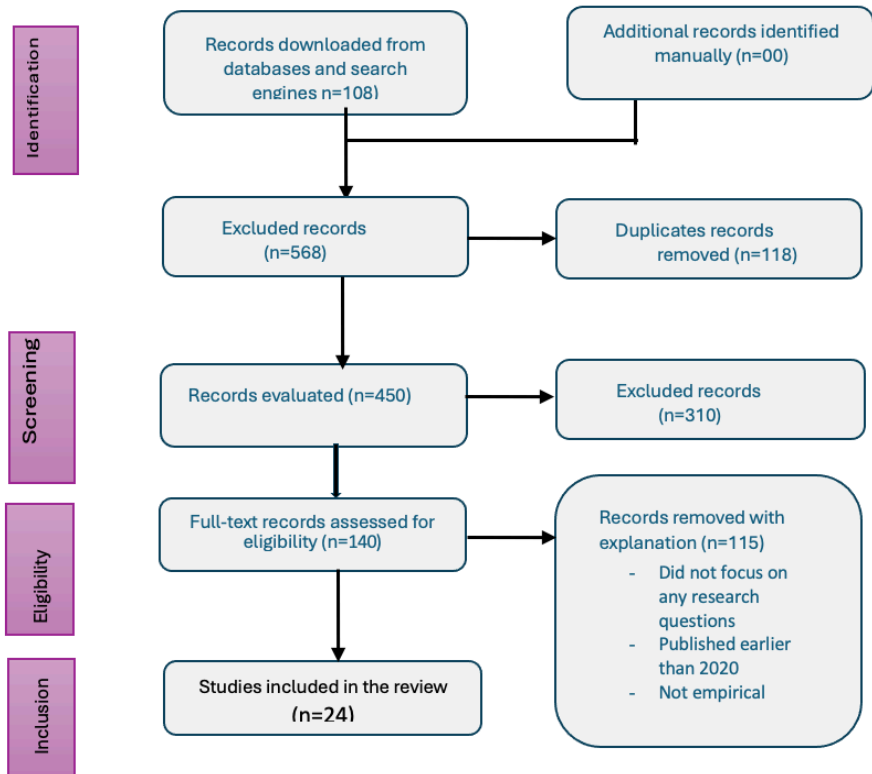 Identification
Records downloaded from
databases and search
engines n=108)
Additional records identified
manually (n=00)
Excluded records
(n=568)
Duplicates records
removed (n=118)
Screening
Records evaluated (n=450)
Excluded records
(n=310)
Eligibility
Full-text records assessed for
eligibility (n=140)
Records removed with
explanation (n=115)
- Did not focus on
any research
questions
- Published earlier
than 2020
- Not empirical
Inclusion
Studies included in the review
(n=24)